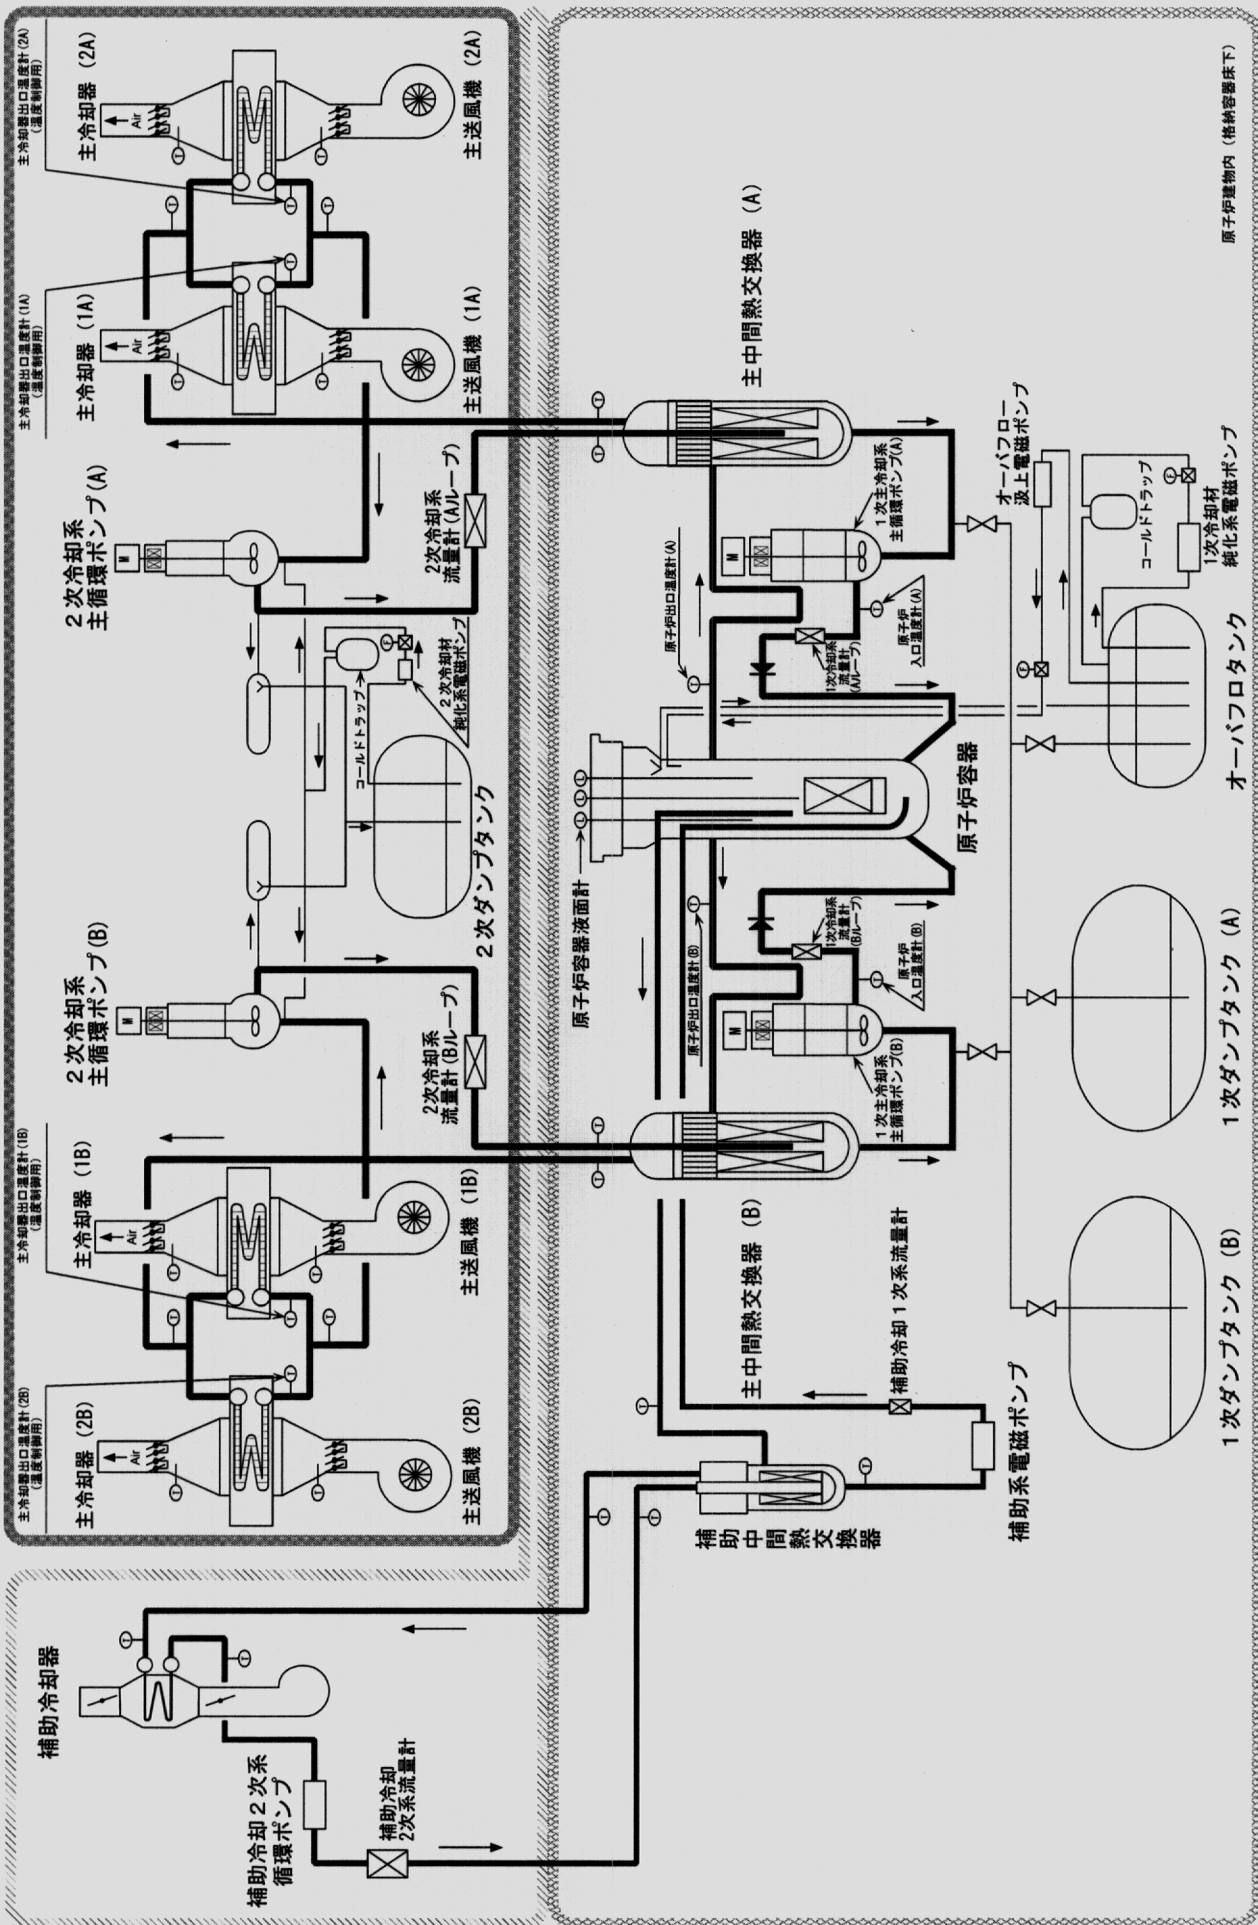 主冷却器出口温度計(2B)
(温度制御用)
主冷却器出口温度計(1B)
(温度制御用)
主冷却器出口温度計(1A)
(温度制御用)
主冷却器出口温度計(2A)
(温度制御用)
補助冷却器
主冷却器 (2B)
主冷却器 (1B)
2次冷却系
主循環ポンプ(B)
2次冷却系
主循環ポンプ(A)
主冷却器 (1A)
主冷却器 (2A)
Air
Air
Air
Air
M
M
補助冷却2次系
循環ポンプ
補助冷却
2次系流量計
主送風機 (2B)
主送風機 (1B)
2次冷却系
流量計(Bループ)
2次ダンプタンク
コールドトラップ
2次冷却材
純化系電磁ポンプ
2次冷却系
流量計(Aループ)
主送風機 (1A)
主送風機 (2A)
原子炉容器液面計
原子炉出口温度計(B)
原子炉出口温度計(A)
補助中間熱交換器
主中間熱交換器 (B)
主中間熱交換器 (A)
M
M
1次冷却系
流量計
(Bループ)
1次冷却系
流量計
(Aループ)
1次主冷却系
主循環ポンプ(B)
原子炉
入口温度計(B)
原子炉
入口温度計(A)
1次主冷却系
主循環ポンプ(A)
補助冷却1次系流量計
原子炉容器
補助系電磁ポンプ
オーバフロー
汲上電磁ポンプ
コールドトラップ
1次冷却材
純化系電磁ポンプ
1次ダンプタンク (B)
1次ダンプタンク (A)
オーバフロタンク
原子炉建物内 (格納容器床下)